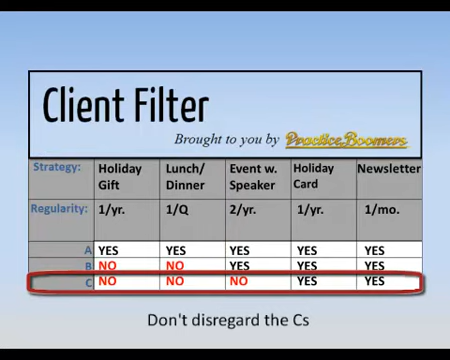 Client Filter
Brought to you by Practice Boomers
Strategy: Holiday Gift Lunch/ Dinner Event w. Speaker Holiday Card Newsletter
Regularity: 1/yr. 1/Q 2/yr. 1/yr. 1/mo.
A YES YES YES YES YES
B NO NO YES YES YES
C NO NO NO YES YES
Don't disregard the Cs